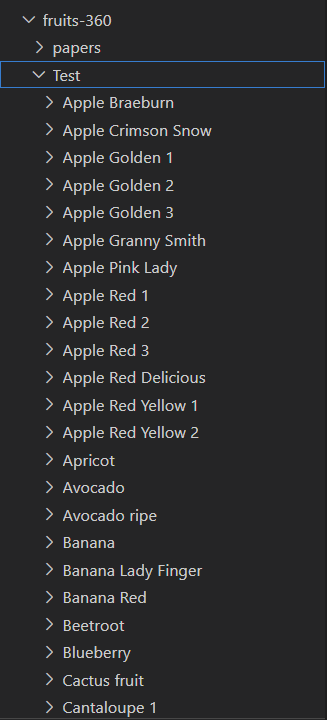 fruits-360
papers
Test
Apple Braeburn
Apple Crimson Snow
Apple Golden 1
Apple Golden 2
Apple Golden 3
Apple Granny Smith
Apple Pink Lady
Apple Red 1
Apple Red 2
Apple Red 3
Apple Red Delicious
Apple Red Yellow 1
Apple Red Yellow 2
Apricot
Avocado
Avocado ripe
Banana
Banana Lady Finger
Banana Red
Beetroot
Blueberry
Cactus fruit
Cantaloupe 1